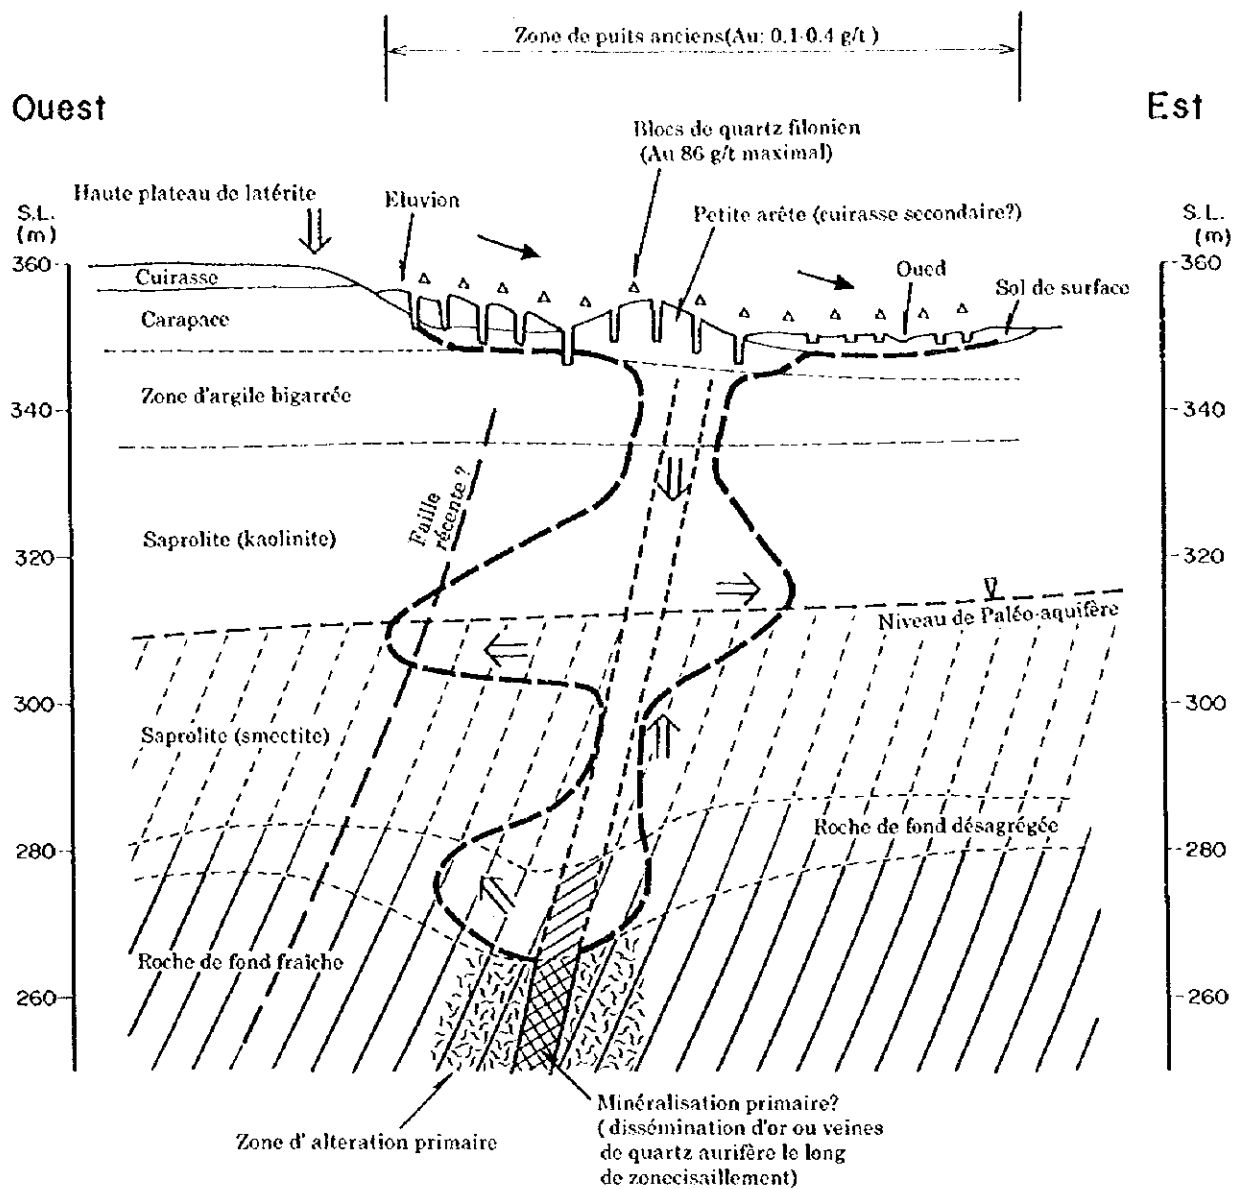 Zone de puits anciens(Au: 0.1-0.4 g/t )
Ouest
Est
Blocs de quartz filonien
(Au 86 g/t maximal)
Haute plateau de latérite
Eluvion
Petite arête (cuirasse secondaire?)
S.L.
(m)
S.L.
(m)
360
360
Cuirasse
Oued
Sol de surface
Carapace
Zone d'argile bigarrée
340
340
Faille
récente ?
Saprolite (kaolinite)
320
320
Niveau de Paléo-aquifère
300
300
Saprolite (smectite)
Roche de fond désagrégée
280
280
Roche de fond fraîche
260
260
Minéralisation primaire?
( dissémination d'or ou veines
de quartz aurifère le long
de zonecisaillement)
Zone d' alteration primaire